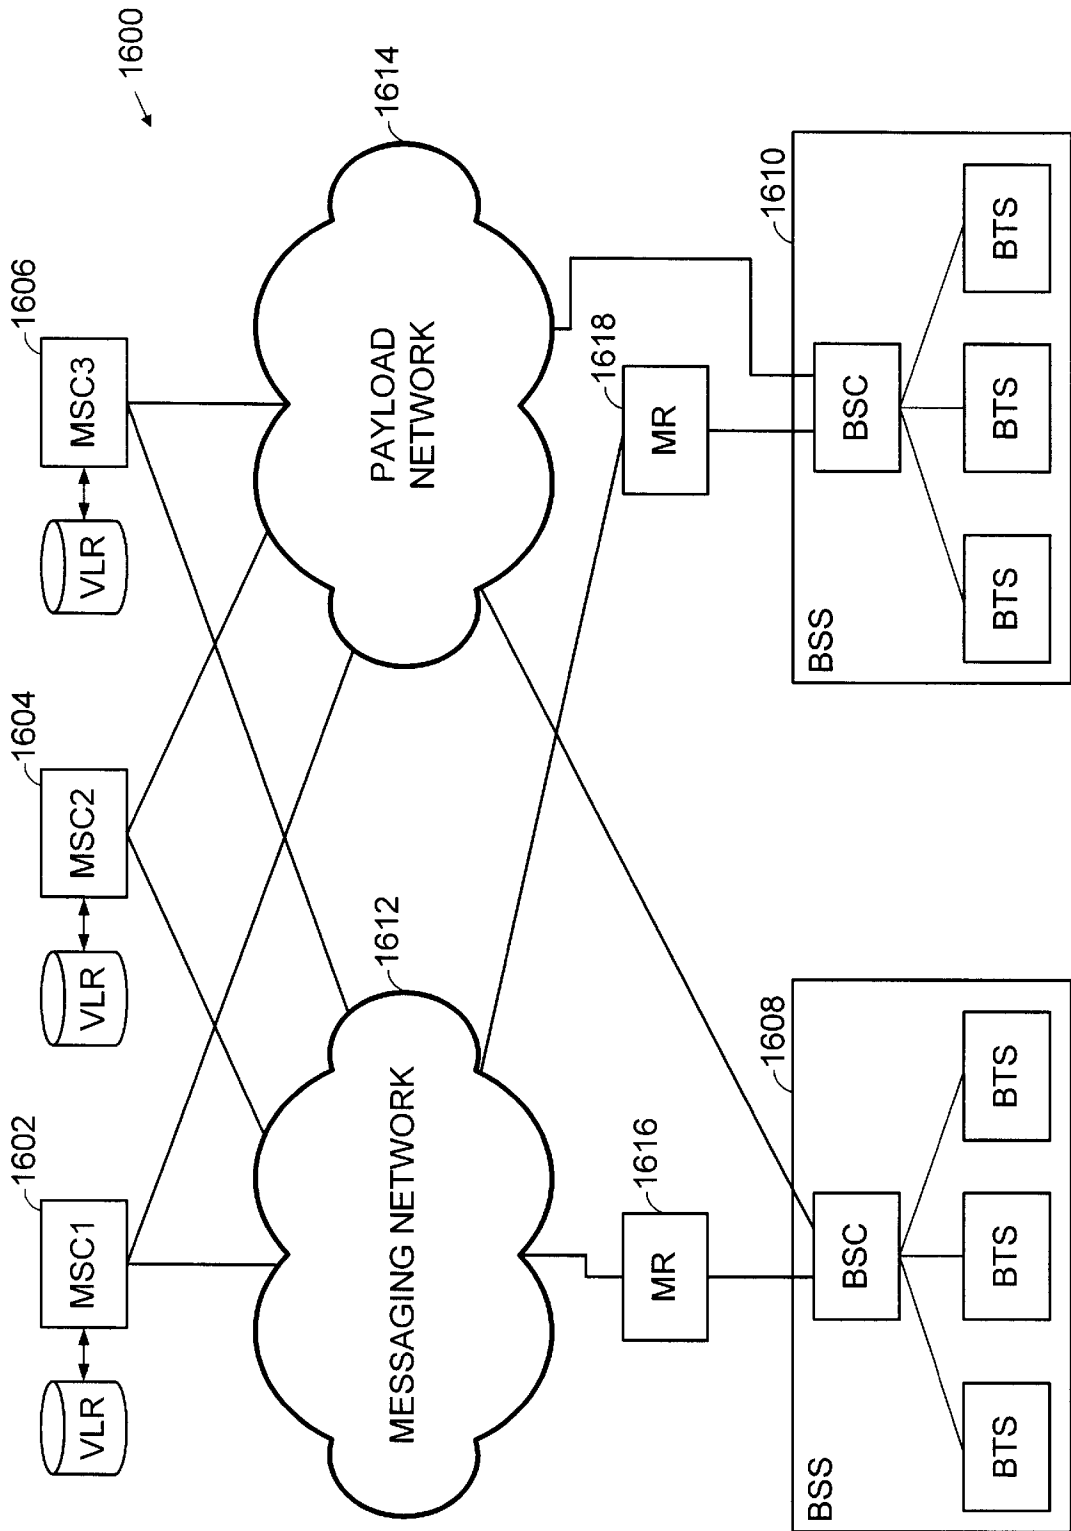 1600
1602
1604
1606
MSC1
MSC2
MSC3
VLR
VLR
VLR
1612
1614
MESSAGING NETWORK
PAYLOAD
NETWORK
1616
1618
MR
MR
1608
1610
BSS
BSC
BTS
BTS
BTS
BSS
BSC
BTS
BTS
BTS